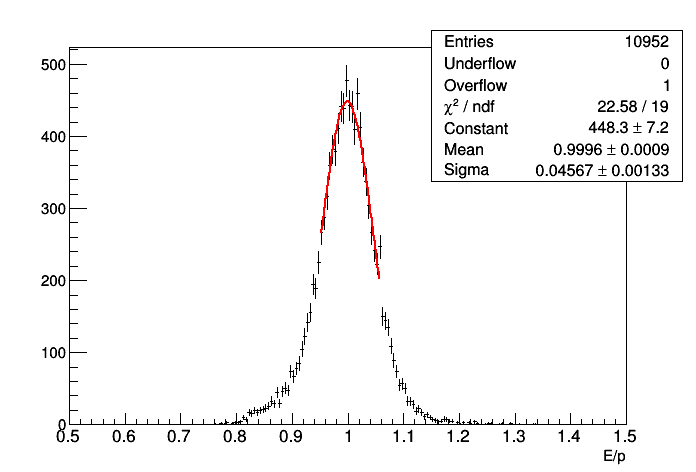 Entries 10952
Underflow 0
Overflow 1
χ² / ndf 22.58 / 19
Constant 448.3 ± 7.2
Mean 0.9996 ± 0.0009
Sigma 0.04567 ± 0.00133
500
400
300
200
100
0
0.5 0.6 0.7 0.8 0.9 1 1.1 1.2 1.3 1.4 1.5
E/p